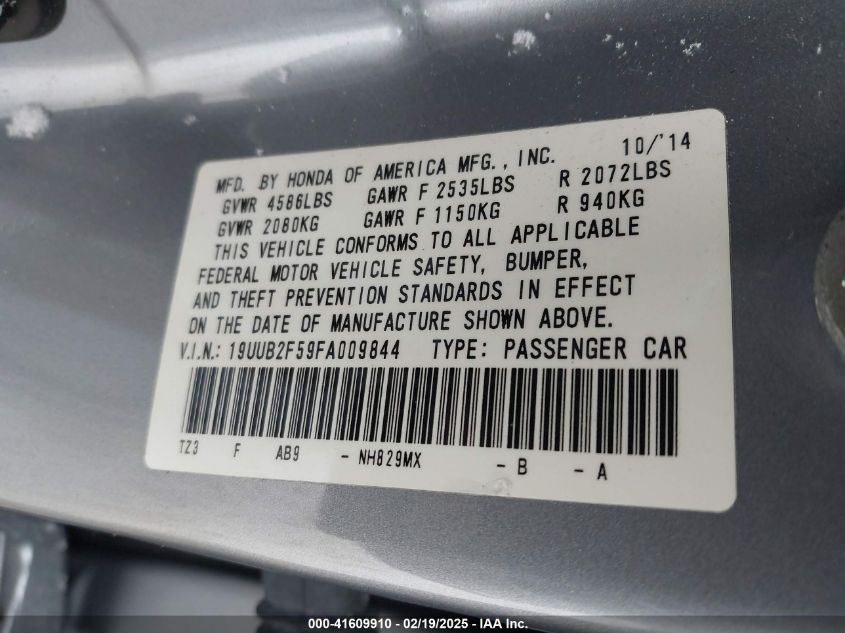 10/'14
MFD. BY HONDA OF AMERICA MFG., INC.
GVWR 4586LBS GAWR F 2535LBS R 2072LBS
GVWR 2080KG GAWR F 1150KG R 940KG
THIS VEHICLE CONFORMS TO ALL APPLICABLE
FEDERAL MOTOR VEHICLE SAFETY, BUMPER,
AND THEFT PREVENTION STANDARDS IN EFFECT
ON THE DATE OF MANUFACTURE SHOWN ABOVE.
V.I.N.: 19UUB2F59FA009844 TYPE: PASSENGER CAR
TZ3 F AB9 - NH829MX - B - A
000-41609910 - 02/19/2025 - IAA Inc.